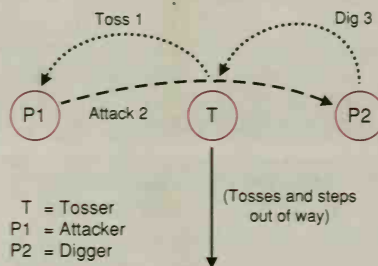 Toss 1
Dig 3
P1
Attack 2
T
P2
(Tosses and steps
out of way)
T = Tosser
P1 = Attacker
P2 = Digger